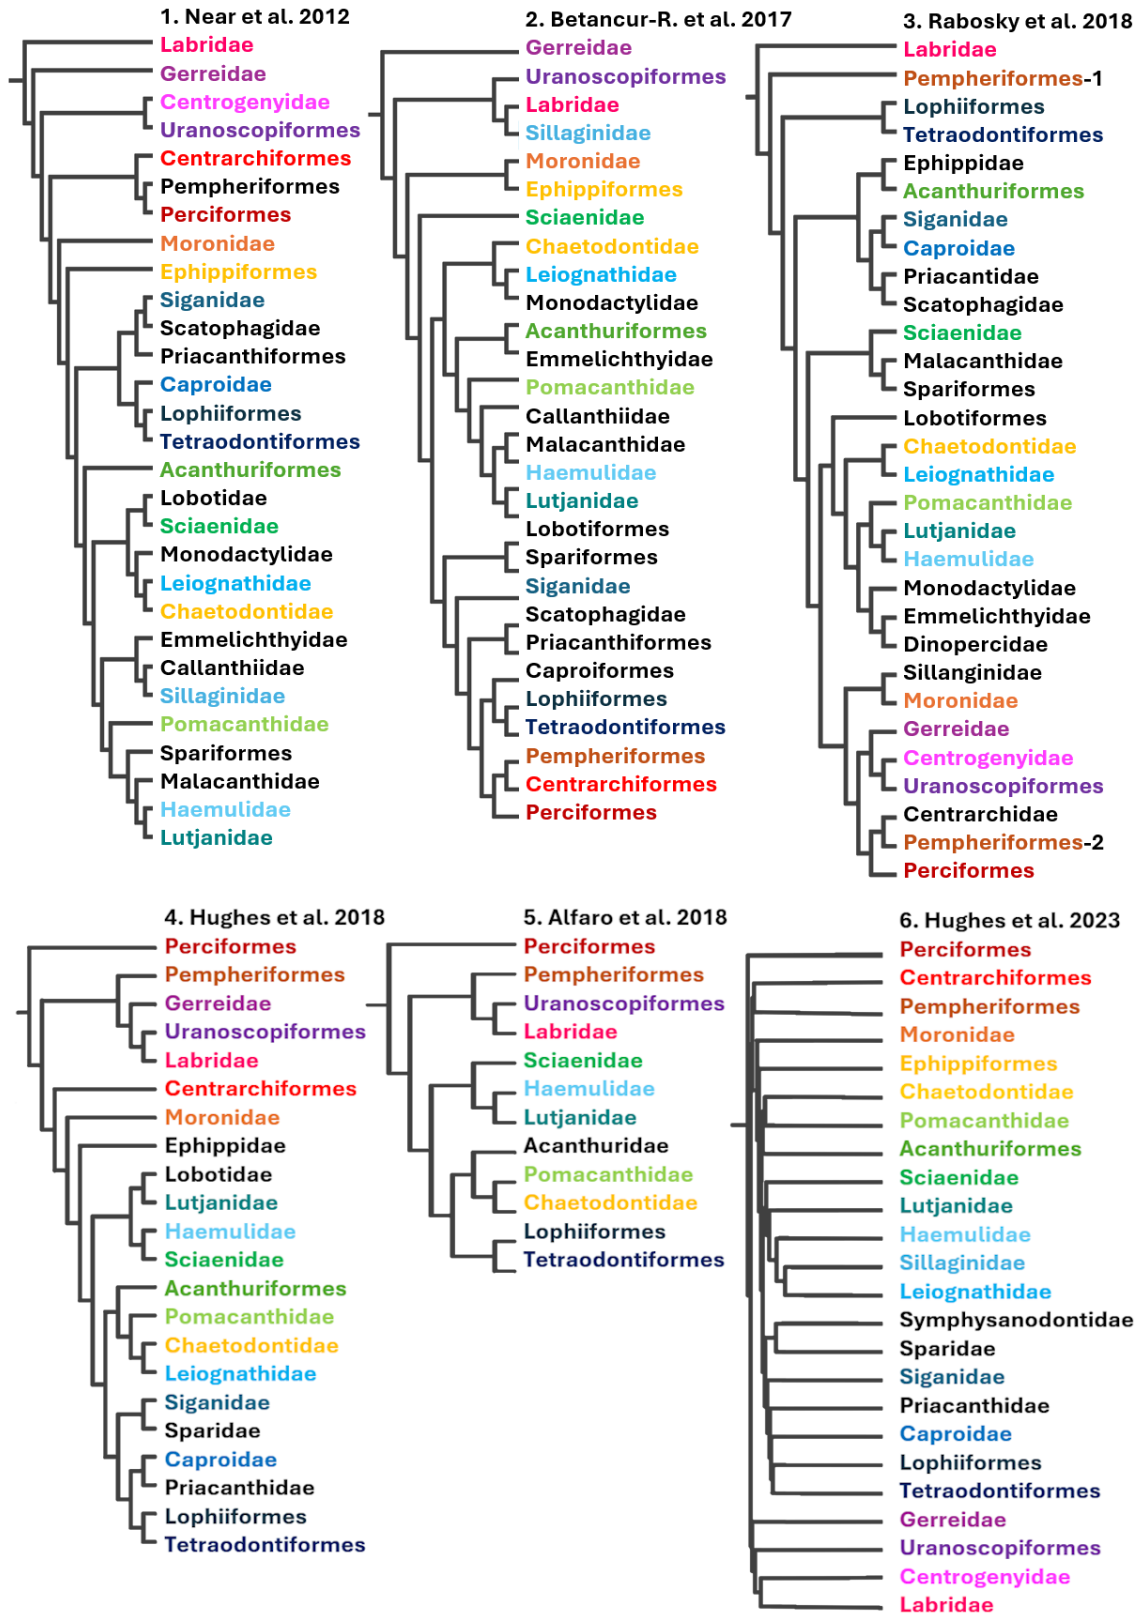 1. Near et al. 2012
Labridae
Gerreidae
Centrogenyidae
Uranoscopiformes
Centrarchiformes
Pempheriformes
Perciformes
Moronidae
Ephippiformes
Siganidae
Scatophagidae
Priacanthiformes
Caproidae
Lophiiformes
Tetraodontiformes
Acanthuriformes
Lobotidae
Sciaenidae
Monodactylidae
Leiognathidae
Chaetodontidae
Emmelichthyidae
Callanthiidae
Sillaginidae
Pomacanthidae
Spariformes
Malacanthidae
Haemulidae
Lutjanidae
2. Betancur-R. et al. 2017
Gerreidae
Uranoscopiformes
Labridae
Sillaginidae
Moronidae
Ephippiformes
Sciaenidae
Chaetodontidae
Leiognathidae
Monodactylidae
Acanthuriformes
Emmelichthyidae
Pomacanthidae
Callanthiidae
Malacanthidae
Haemulidae
Lutjanidae
Lobotiformes
Spariformes
Siganidae
Scatophagidae
Priacanthiformes
Caproiformes
Lophiiformes
Tetraodontiformes
Pempheriformes
Centrarchiformes
Perciformes
3. Rabosky et al. 2018
Labridae
Pempheriformes-1
Lophiiformes
Tetraodontiformes
Ephippidae
Acanthuriformes
Siganidae
Caproidae
Priacantidae
Scatophagidae
Sciaenidae
Malacanthidae
Spariformes
Lobotiformes
Chaetodontidae
Leiognathidae
Pomacanthidae
Lutjanidae
Haemulidae
Monodactylidae
Emmelichthyidae
Dinopercidae
Sillanginidae
Moronidae
Gerreidae
Centrogenyidae
Uranoscopiformes
Centrarchidae
Pempheriformes-2
Perciformes
4. Hughes et al. 2018
Perciformes
Pempheriformes
Gerreidae
Uranoscopiformes
Labridae
Centrarchiformes
Moronidae
Ephippidae
Lobotidae
Lutjanidae
Haemulidae
Sciaenidae
Acanthuriformes
Pomacanthidae
Chaetodontidae
Leiognathidae
Siganidae
Sparidae
Caproidae
Priacanthidae
Lophiiformes
Tetraodontiformes
5. Alfaro et al. 2018
Perciformes
Pempheriformes
Uranoscopiformes
Labridae
Sciaenidae
Haemulidae
Lutjanidae
Acanthuridae
Pomacanthidae
Chaetodontidae
Lophiiformes
Tetraodontiformes
6. Hughes et al. 2023
Perciformes
Centrarchiformes
Pempheriformes
Moronidae
Ephippiformes
Chaetodontidae
Pomacanthidae
Acanthuriformes
Sciaenidae
Lutjanidae
Haemulidae
Sillaginidae
Leiognathidae
Symphysanodontidae
Sparidae
Siganidae
Priacanthidae
Caproidae
Lophiiformes
Tetraodontiformes
Gerreidae
Uranoscopiformes
Centrogenyidae
Labridae